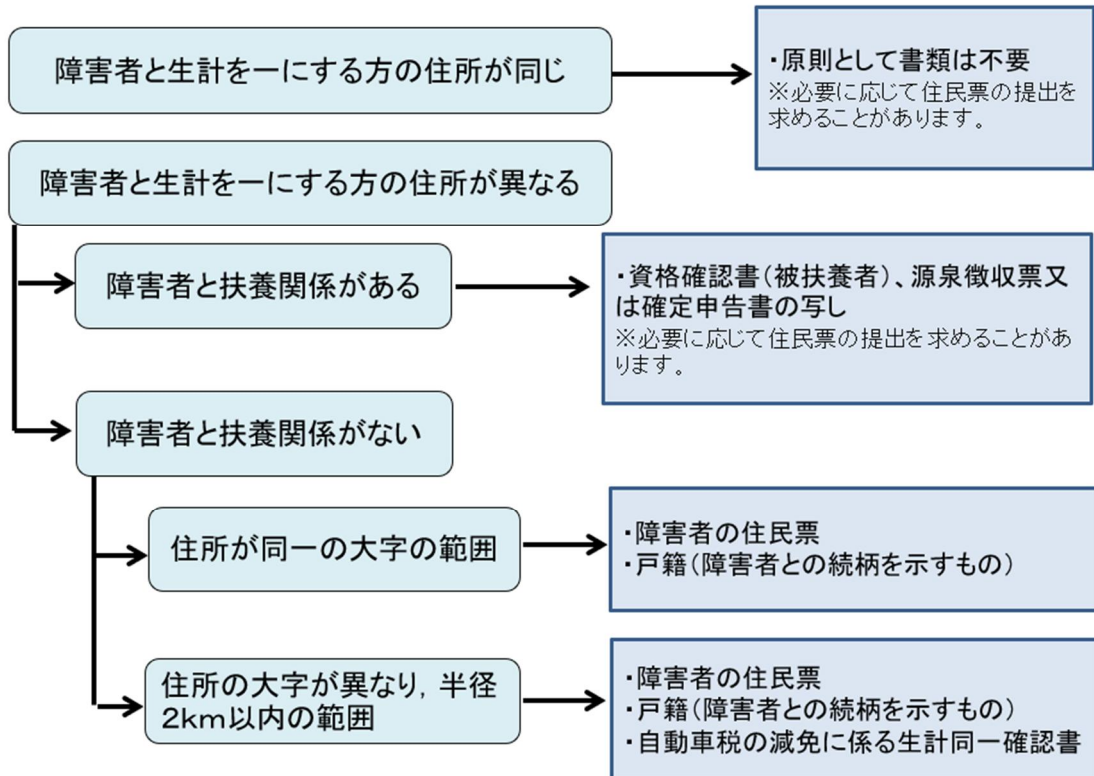 障害者と生計を一にする方の住所が同じ
・原則として書類は不要
※必要に応じて住民票の提出を
求めることがあります。
障害者と生計を一にする方の住所が異なる
障害者と扶養関係がある
・資格確認書(被扶養者)、源泉徴収票又
は確定申告書の写し
※必要に応じて住民票の提出を求めることがあ
ります。
障害者と扶養関係がない
住所が同一の大字の範囲
・障害者の住民票
・戸籍(障害者との続柄を示すもの)
住所の大字が異なり，半径
2km以内の範囲
・障害者の住民票
・戸籍(障害者との続柄を示すもの)
・自動車税の減免に係る生計同一確認書